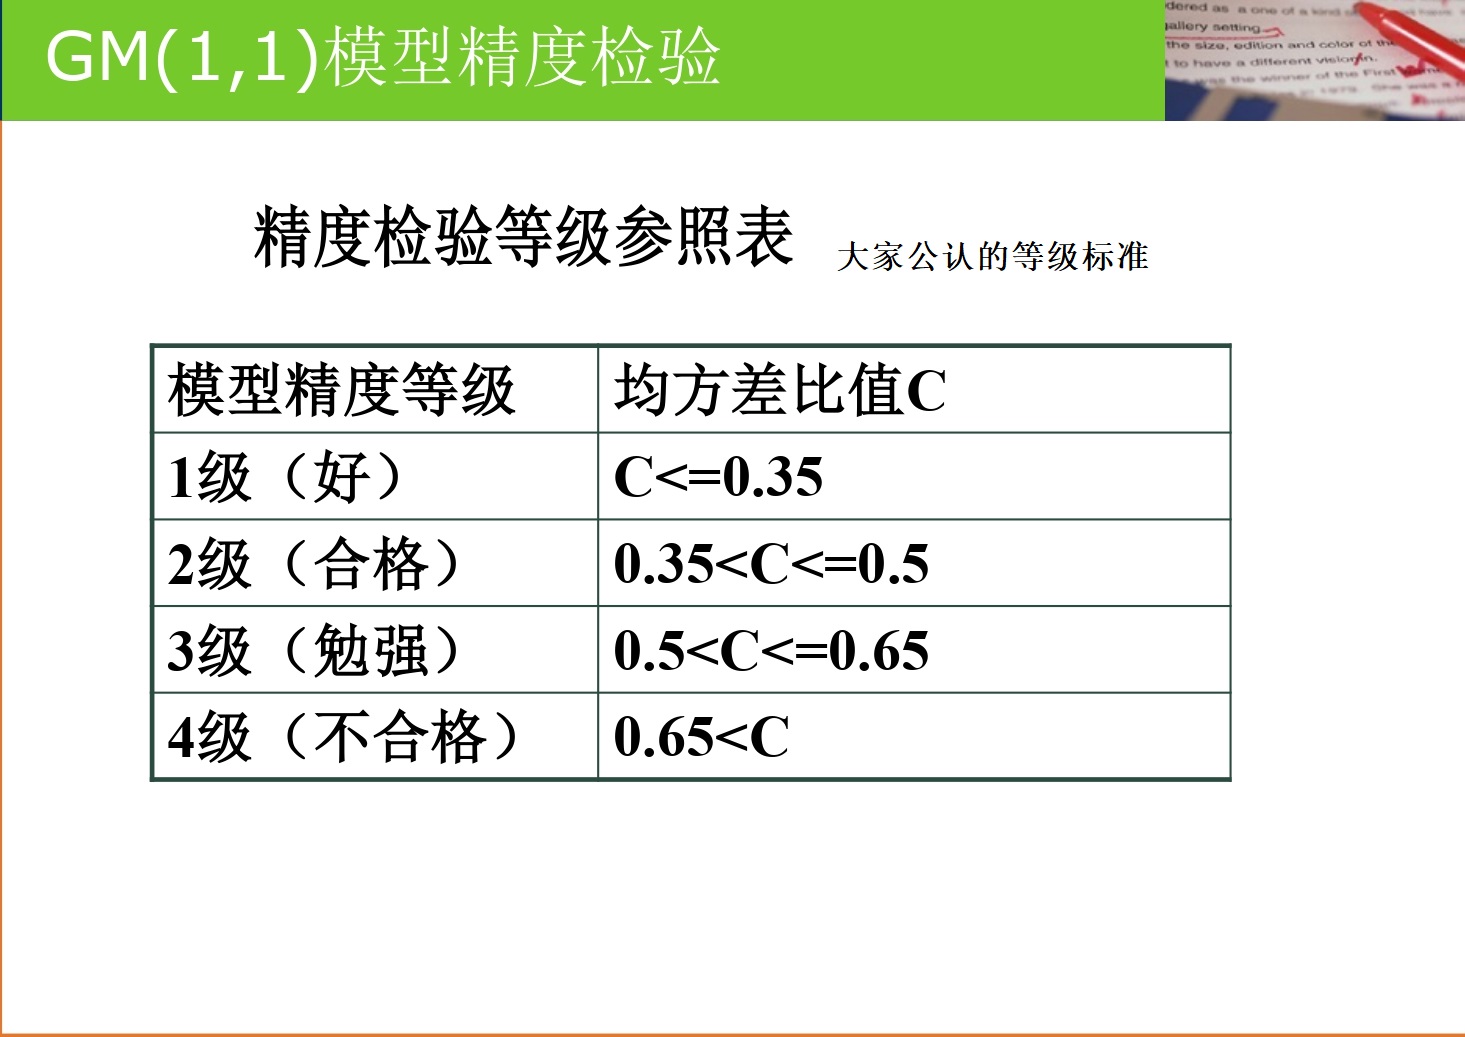 GM(1,1)模型精度检验
dered as a one of a kind
gallery setting
the size, edition and color of the
to have a different vision
was the winner of the First
精度检验等级参照表 大家公认的等级标准
模型精度等级 均方差比值C
1级（好） C<=0.35
2级（合格） 0.35<C<=0.5
3级（勉强） 0.5<C<=0.65
4级（不合格） 0.65<C